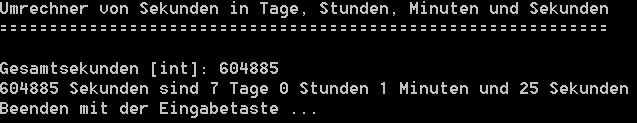 Umrechner von Sekunden in Tage, Stunden, Minuten und Sekunden
=============================================================
Gesamtsekunden [int]: 604885
604885 Sekunden sind 7 Tage 0 Stunden 1 Minuten und 25 Sekunden
Beenden mit der Eingabetaste ...